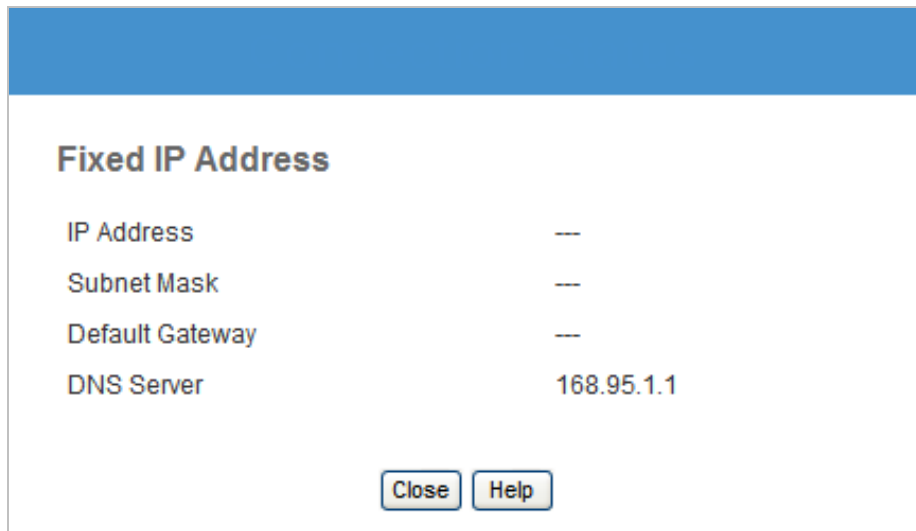 Fixed IP Address
IP Address ---
Subnet Mask ---
Default Gateway ---
DNS Server 168.95.1.1
Close Help